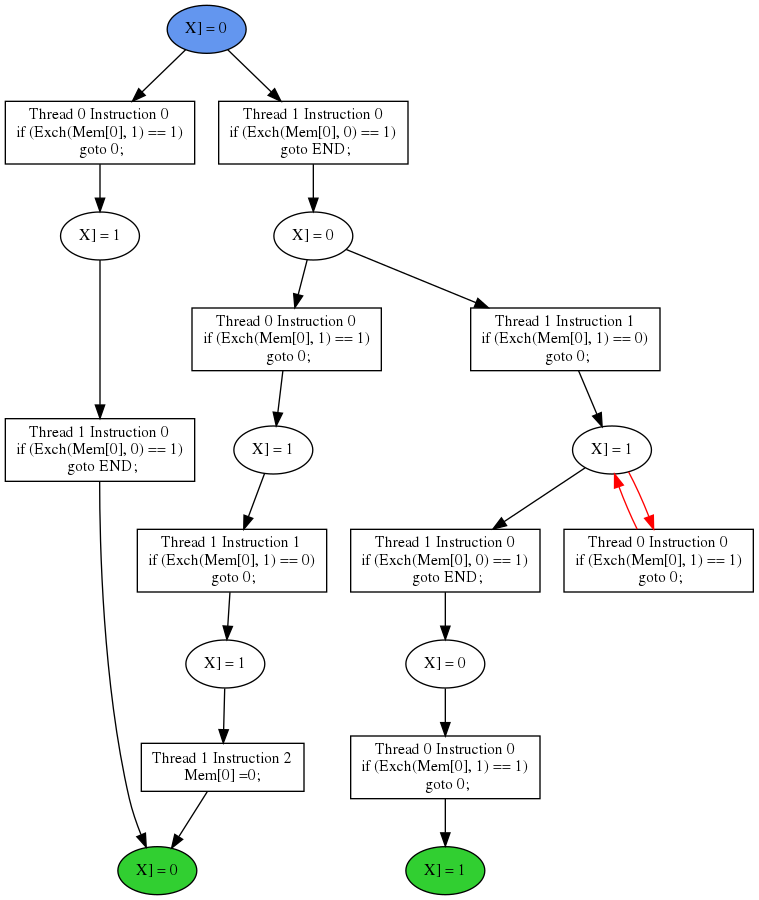 X] = 0
Thread 0 Instruction 0
if (Exch(Mem[0], 1) == 1)
goto 0;
Thread 1 Instruction 0
if (Exch(Mem[0], 0) == 1)
goto END;
X] = 1
X] = 0
Thread 0 Instruction 0
if (Exch(Mem[0], 1) == 1)
goto 0;
Thread 1 Instruction 1
if (Exch(Mem[0], 1) == 0)
goto 0;
Thread 1 Instruction 0
if (Exch(Mem[0], 0) == 1)
goto END;
X] = 1
X] = 1
Thread 1 Instruction 1
if (Exch(Mem[0], 1) == 0)
goto 0;
Thread 1 Instruction 0
if (Exch(Mem[0], 0) == 1)
goto END;
Thread 0 Instruction 0
if (Exch(Mem[0], 1) == 1)
goto 0;
X] = 1
X] = 0
Thread 1 Instruction 2
Mem[0] =0;
Thread 0 Instruction 0
if (Exch(Mem[0], 1) == 1)
goto 0;
X] = 0
X] = 1